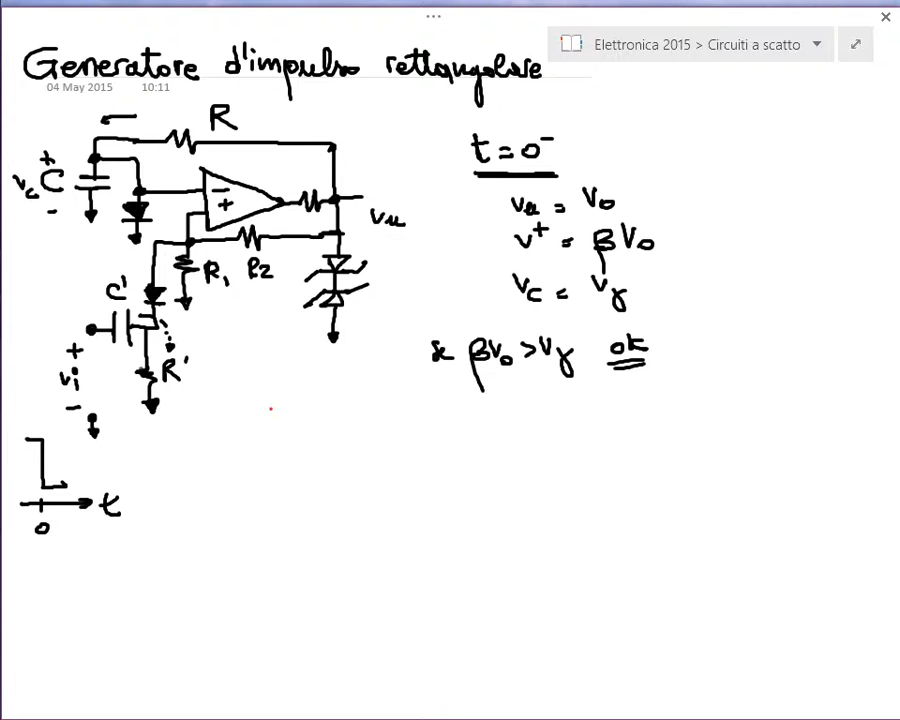 Generatore d'impulso rettangolare
Elettronica 2015 > Circuiti a scatto
04 May 2015 10:11
R
+
vc C
-
-
+
vu
R1 R2
C'
+
vi
-
R'
t
0
t=0⁻
vu = V0
v⁺ = βV0
vc = Vγ
se βV0 > Vγ ok